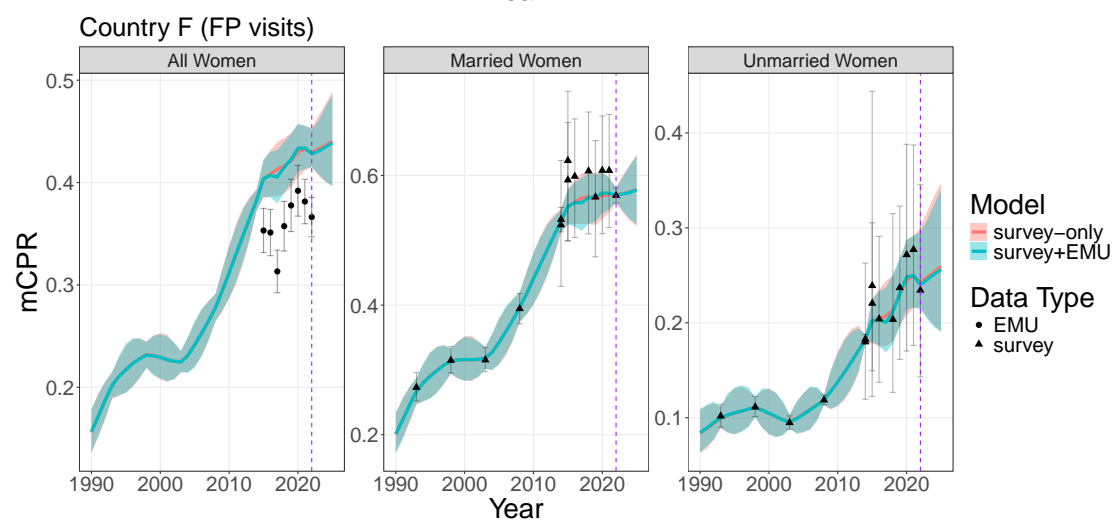 Country F (FP visits)
All Women
Married Women
Unmarried Women
mCPR
0.5
0.4
0.3
0.2
0.6
0.4
0.2
0.4
0.3
0.2
0.1
1990 2000 2010 2020
1990 2000 2010 2020
1990 2000 2010 2020
Year
Model
survey−only
survey+EMU
Data Type
EMU
survey